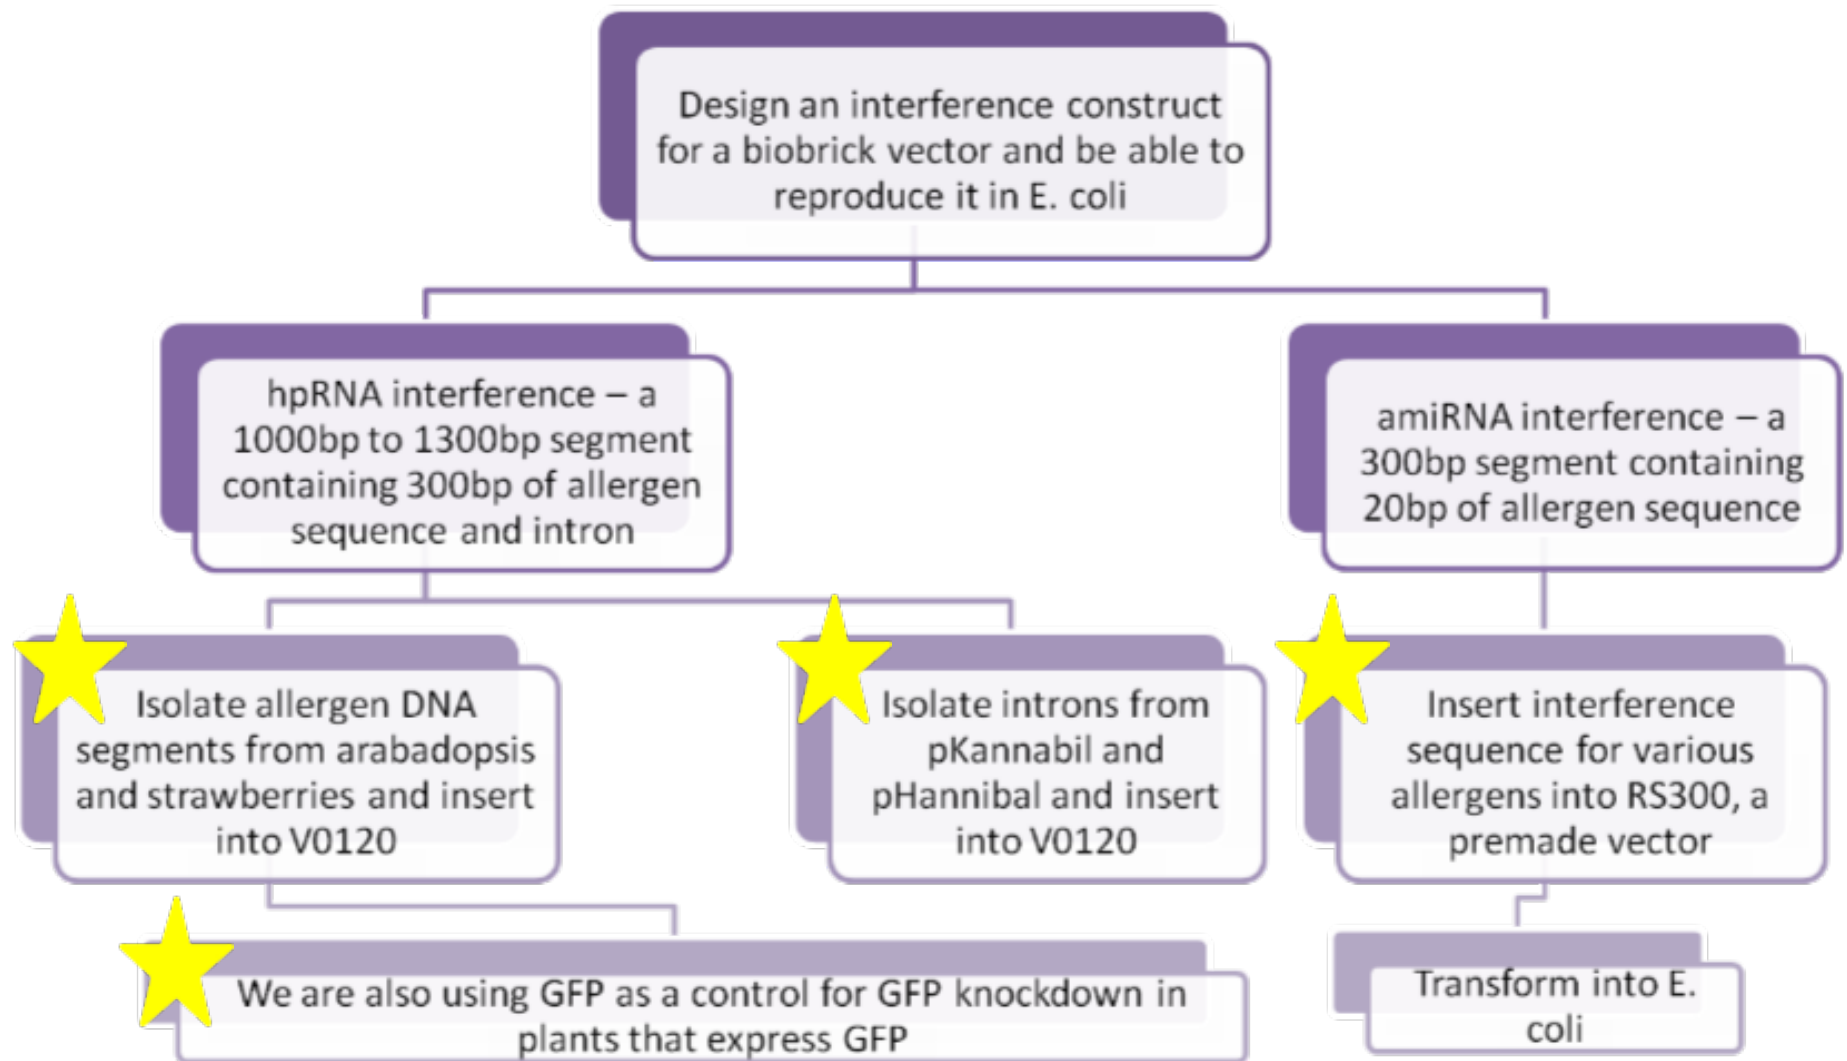 Design an interference construct
for a biobrick vector and be able to
reproduce it in E. coli
hpRNA interference – a
1000bp to 1300bp segment
containing 300bp of allergen
sequence and intron
amiRNA interference – a
300bp segment containing
20bp of allergen sequence
Isolate allergen DNA
segments from arabadopsis
and strawberries and insert
into V0120
Isolate introns from
pKannabil and
pHannibal and insert
into V0120
Insert interference
sequence for various
allergens into RS300, a
premade vector
We are also using GFP as a control for GFP knockdown in
plants that express GFP
Transform into E.
coli